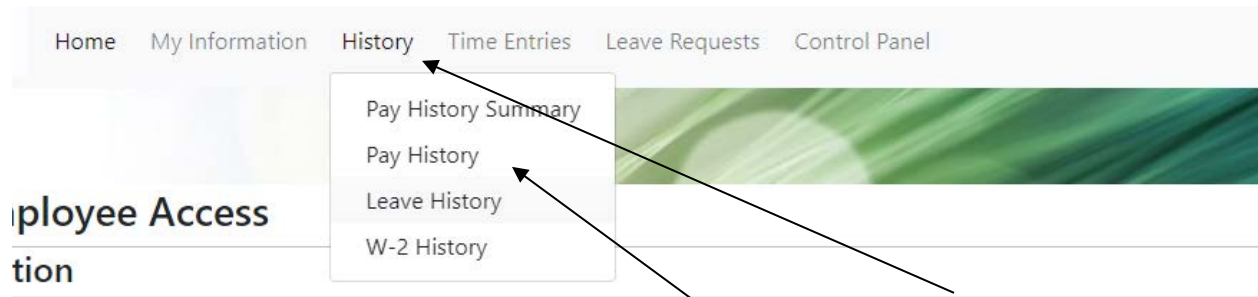 Home My Information History Time Entries Leave Requests Control Panel
Pay History Summary
Pay History
Leave History
W-2 History
ployee Access
tion